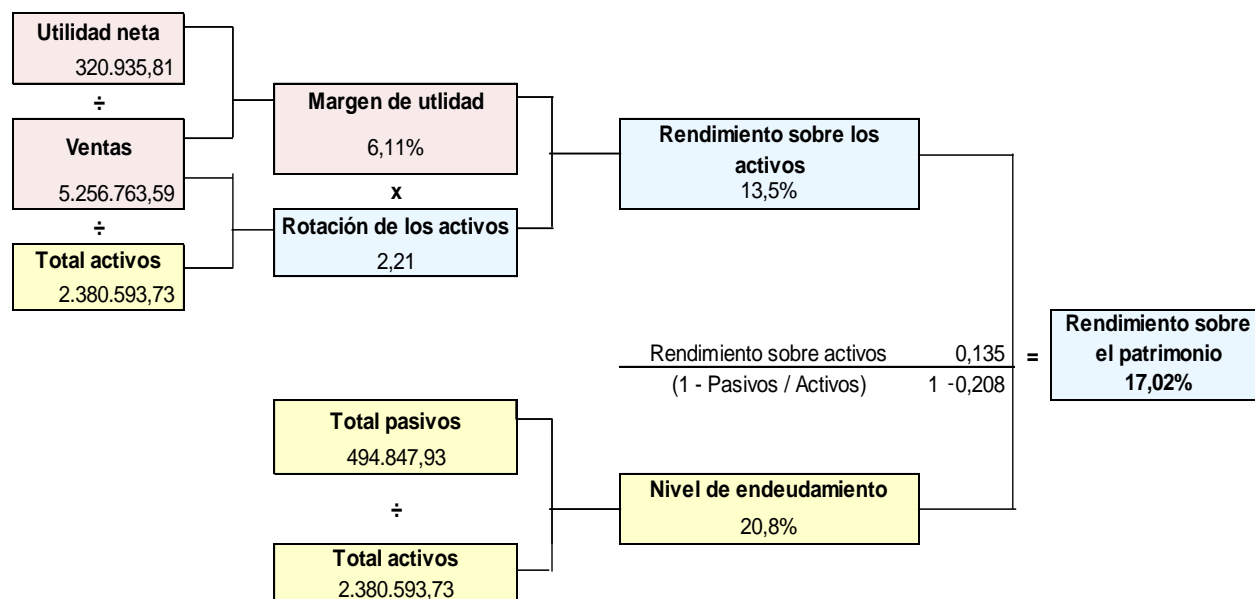 Utilidad neta
320.935,81
÷
Ventas
5.256.763,59
÷
Total activos
2.380.593,73
Margen de utlidad
6,11%
x
Rotación de los activos
2,21
Rendimiento sobre los
activos
13,5%
Rendimiento sobre activos 0,135
(1 - Pasivos / Activos) 1 -0,208
=
Rendimiento sobre
el patrimonio
17,02%
Total pasivos
494.847,93
÷
Total activos
2.380.593,73
Nivel de endeudamiento
20,8%